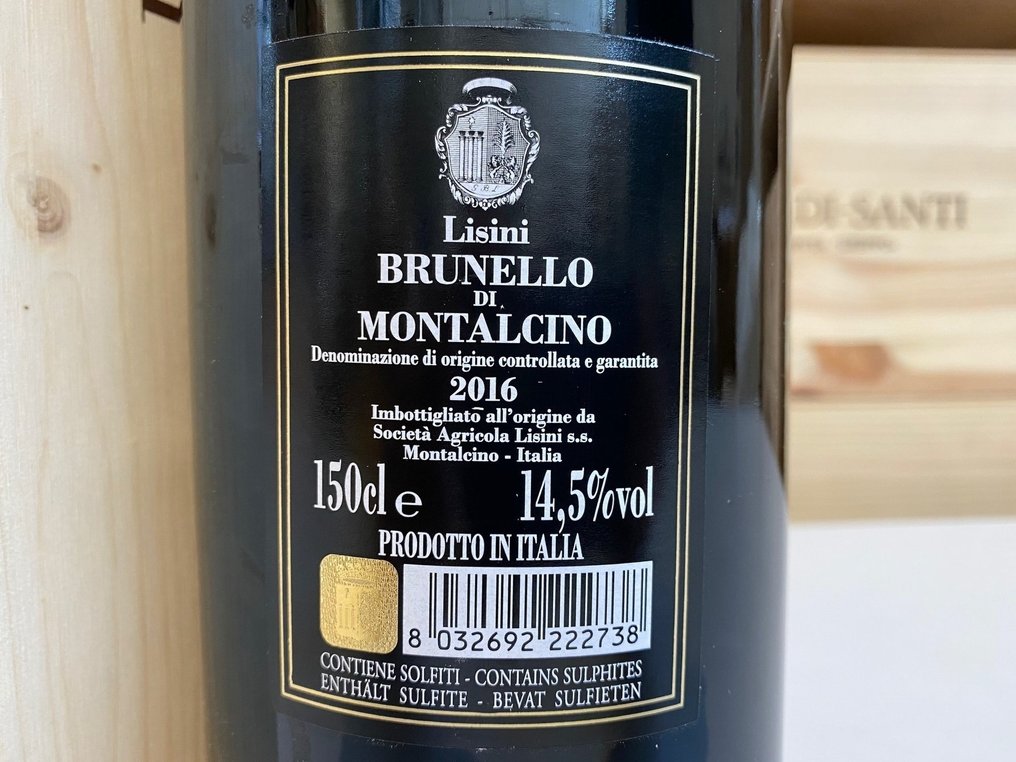 Lisini
BRUNELLO
DI
MONTALCINO
Denominazione di origine controllata e garantita
2016
Imbottigliato all'origine da
Società Agricola Lisini s.s.
Montalcino - Italia
150cl e
14,5%vol
PRODOTTO IN ITALIA
8 032692 222738
CONTIENE SOLFITI - CONTAINS SULPHITES
ENTHÄLT SULFITE - BEVAT SULFIETEN
DI-SANTI